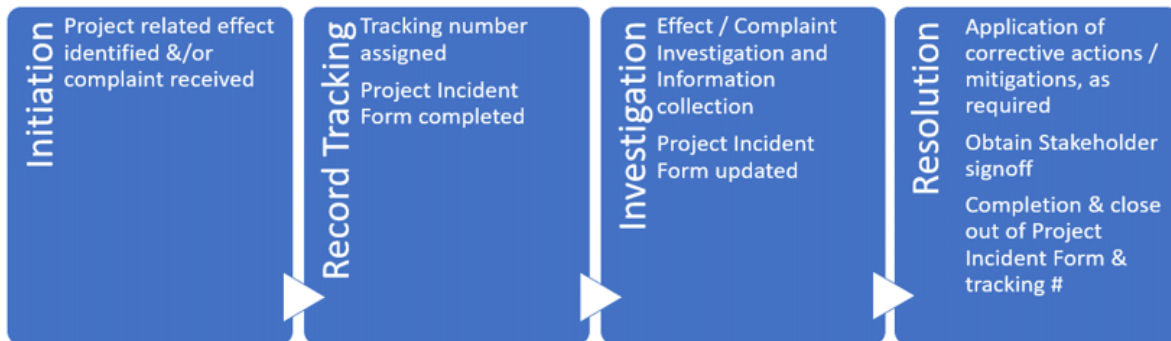 Initiation
Project related effect
identified &/or
complaint received
Record Tracking
Tracking number
assigned
Project Incident
Form completed
Investigation
Effect / Complaint
Investigation and
Information
collection
Project Incident
Form updated
Resolution
Application of
corrective actions /
mitigations, as
required
Obtain Stakeholder
signoff
Completion & close
out of Project
Incident Form &
tracking #